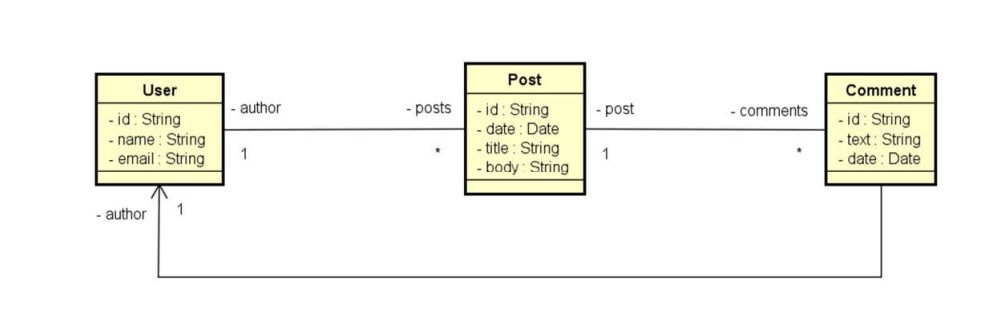 User
- id : String
- name : String
- email : String
- author
1
- posts
*
Post
- id : String
- date : Date
- title : String
- body : String
- post
1
- comments
*
Comment
- id : String
- text : String
- date : Date
- author
1